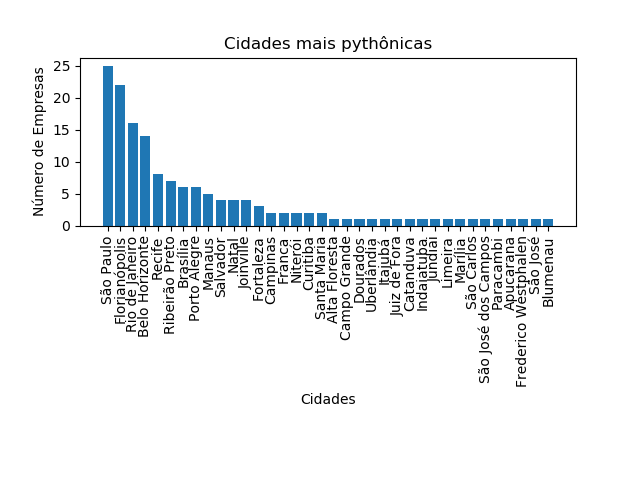 Cidades mais pythônicas
Número de Empresas
25
20
15
10
5
0
São Paulo
Florianópolis
Rio de Janeiro
Belo Horizonte
Recife
Ribeirão Preto
Brasília
Porto Alegre
Manaus
Salvador
Natal
Joinville
Fortaleza
Campinas
Franca
Niterói
Curitiba
Santa Maria
Alta Floresta
Campo Grande
Dourados
Uberlândia
Itajubá
Juiz de Fora
Catanduva
Indaiatuba
Jundiaí
Limeira
Marília
São Carlos
São José dos Campos
Paracambi
Apucarana
Frederico Westphalen
São José
Blumenau
Cidades